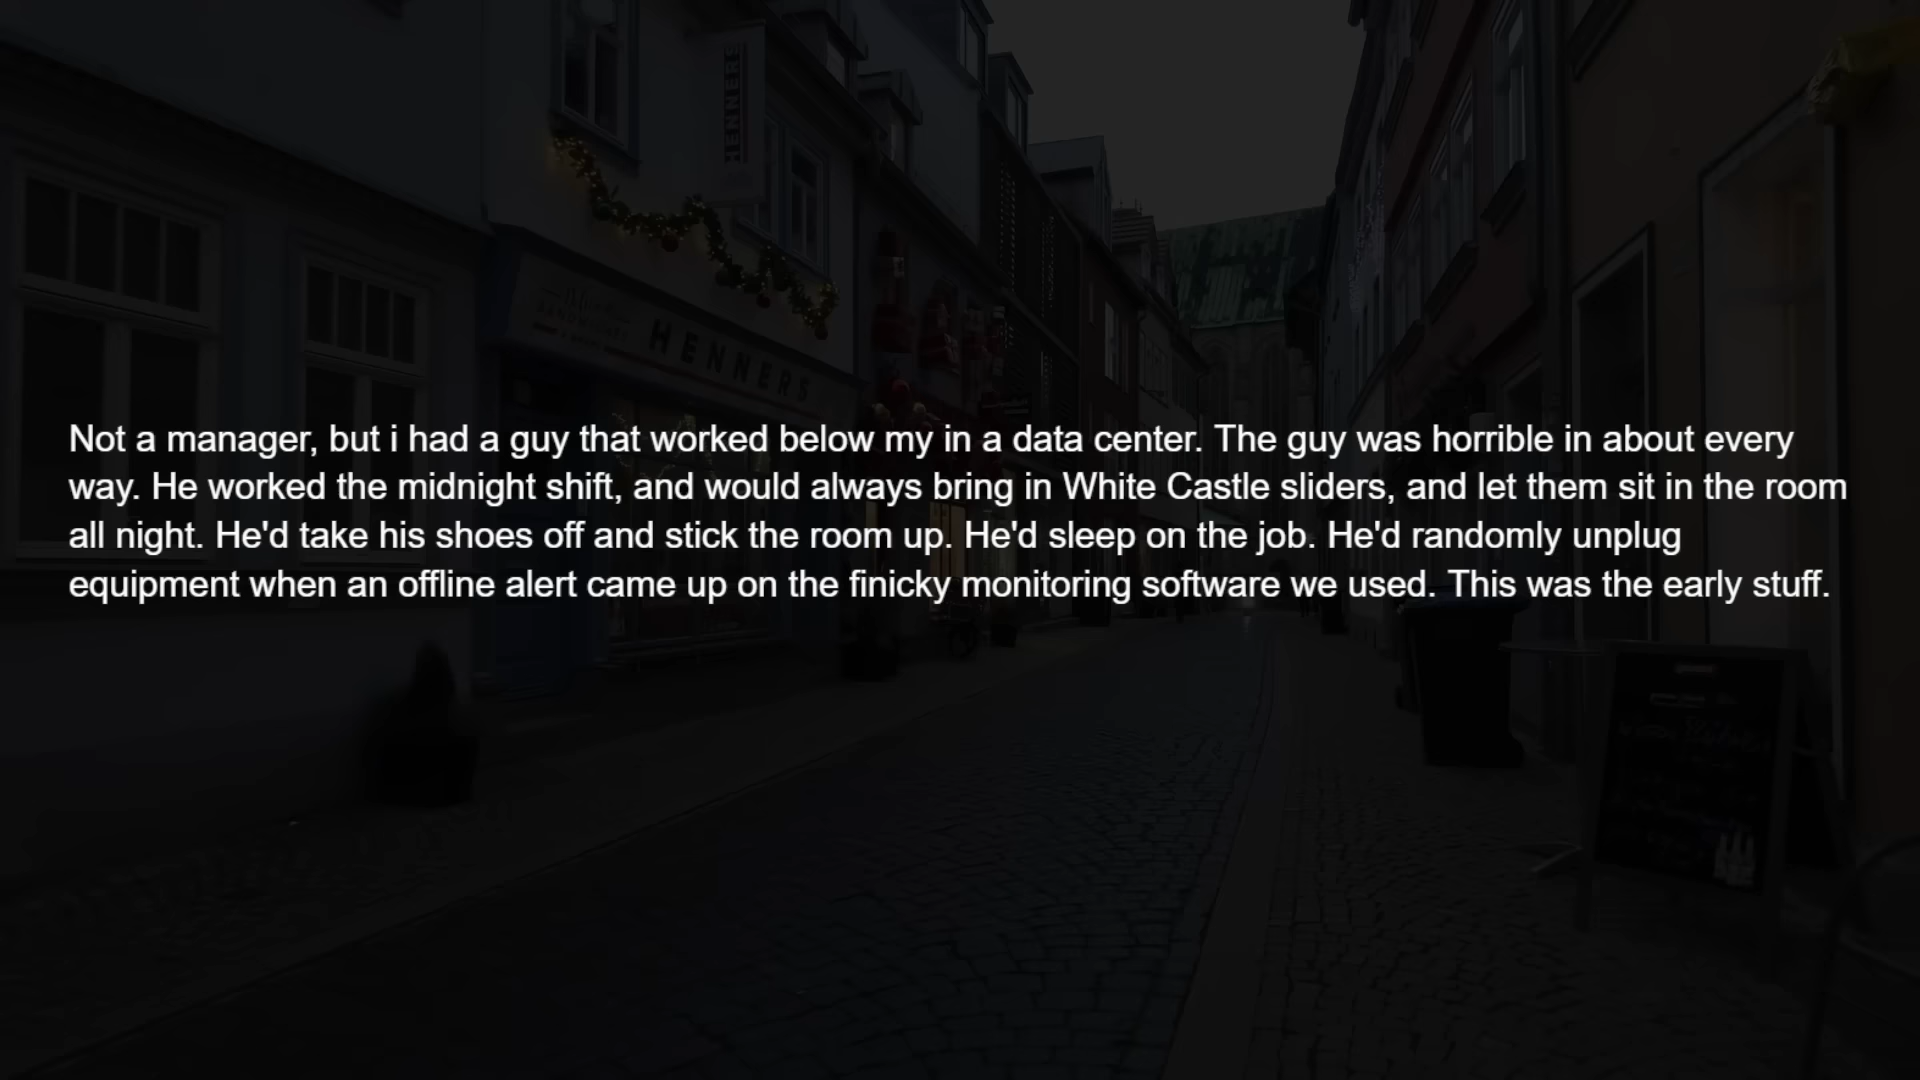 HENNERS
HENNERS
Not a manager, but i had a guy that worked below my in a data center. The guy was horrible in about every
way. He worked the midnight shift, and would always bring in White Castle sliders, and let them sit in the room
all night. He'd take his shoes off and stick the room up. He'd sleep on the job. He'd randomly unplug
equipment when an offline alert came up on the finicky monitoring software we used. This was the early stuff.